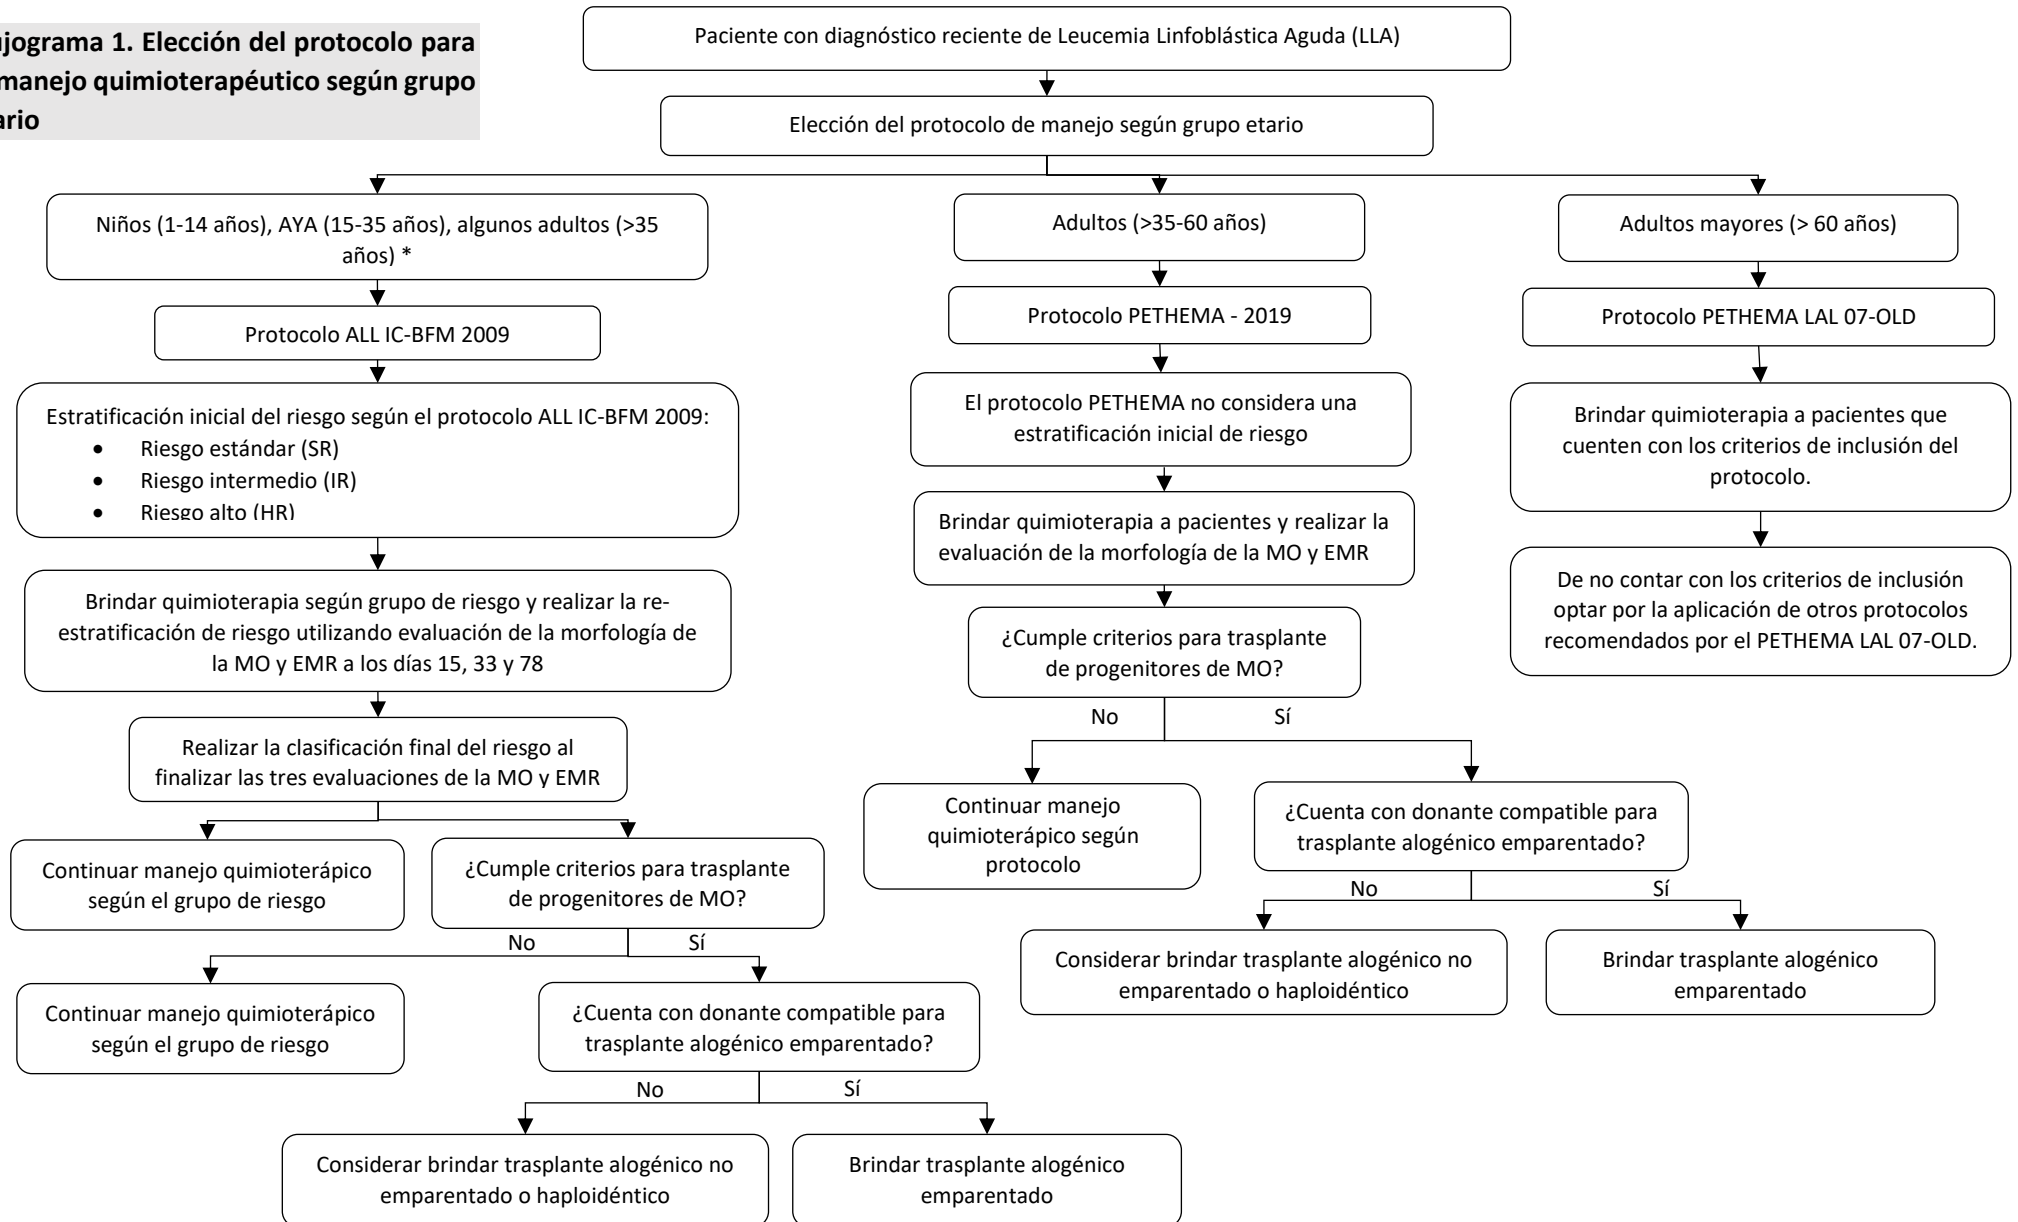 jograma 1. Elección del protocolo para
manejo quimioterapéutico según grupo
ario
Paciente con diagnóstico reciente de Leucemia Linfoblástica Aguda (LLA)
Elección del protocolo de manejo según grupo etario
Niños (1-14 años), AYA (15-35 años), algunos adultos (>35
años) *
Protocolo ALL IC-BFM 2009
Estratificación inicial del riesgo según el protocolo ALL IC-BFM 2009:
• Riesgo estándar (SR)
• Riesgo intermedio (IR)
• Riesgo alto (HR)
Brindar quimioterapia según grupo de riesgo y realizar la re-
estratificación de riesgo utilizando evaluación de la morfología de
la MO y EMR a los días 15, 33 y 78
Realizar la clasificación final del riesgo al
finalizar las tres evaluaciones de la MO y EMR
Continuar manejo quimioterápico
según el grupo de riesgo
¿Cumple criterios para trasplante
de progenitores de MO?
No
Sí
Continuar manejo quimioterápico
según el grupo de riesgo
¿Cuenta con donante compatible para
trasplante alogénico emparentado?
No
Sí
Considerar brindar trasplante alogénico no
emparentado o haploidéntico
Brindar trasplante alogénico
emparentado
Adultos (>35-60 años)
Protocolo PETHEMA - 2019
El protocolo PETHEMA no considera una
estratificación inicial de riesgo
Brindar quimioterapia a pacientes y realizar la
evaluación de la morfología de la MO y EMR
¿Cumple criterios para trasplante
de progenitores de MO?
No
Sí
Continuar manejo
quimioterápico según
protocolo
¿Cuenta con donante compatible para
trasplante alogénico emparentado?
No
Sí
Considerar brindar trasplante alogénico no
emparentado o haploidéntico
Brindar trasplante alogénico
emparentado
Adultos mayores (> 60 años)
Protocolo PETHEMA LAL 07-OLD
Brindar quimioterapia a pacientes que
cuenten con los criterios de inclusión del
protocolo.
De no contar con los criterios de inclusión
optar por la aplicación de otros protocolos
recomendados por el PETHEMA LAL 07-OLD.